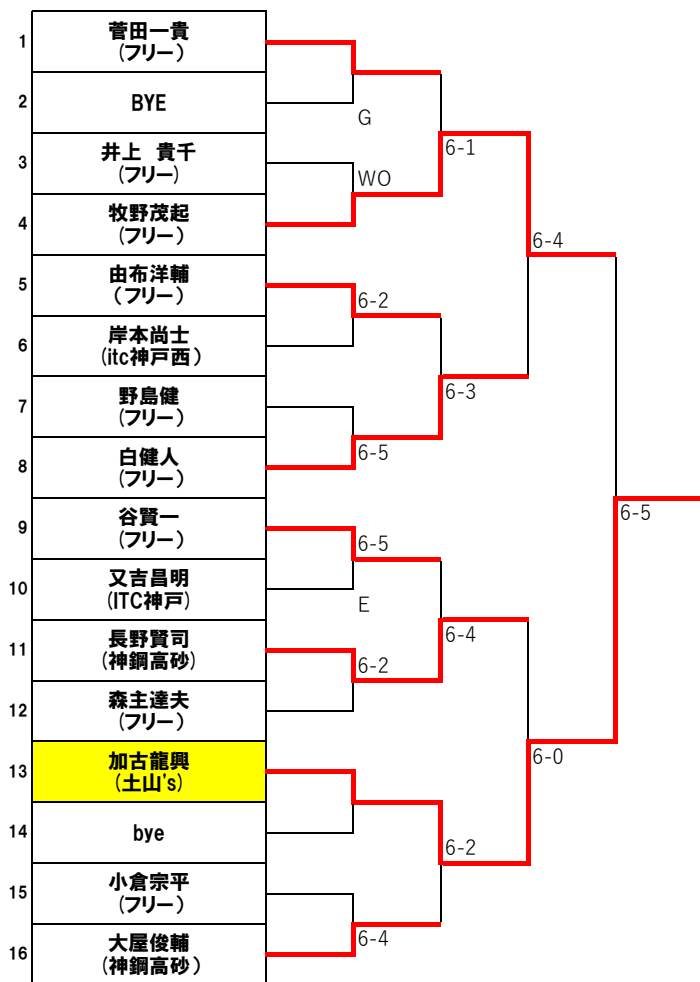 1
菅田一貴
(フリー)
2
BYE
G
3
井上 貴千
(フリー)
WO
6-1
4
牧野茂起
(フリー)
6-4
5
由布洋輔
(フリー)
6-2
6
岸本尚士
(itc神戸西)
7
野島健
(フリー)
6-3
8
白健人
(フリー)
6-5
9
谷賢一
(フリー)
6-5
6-5
10
又吉昌明
(ITC神戸)
E
11
長野賢司
(神鋼高砂)
6-2
6-4
12
森主達夫
(フリー)
13
加古龍興
(土山's)
6-0
14
bye
6-2
15
小倉宗平
(フリー)
16
大屋俊輔
(神鋼高砂)
6-4